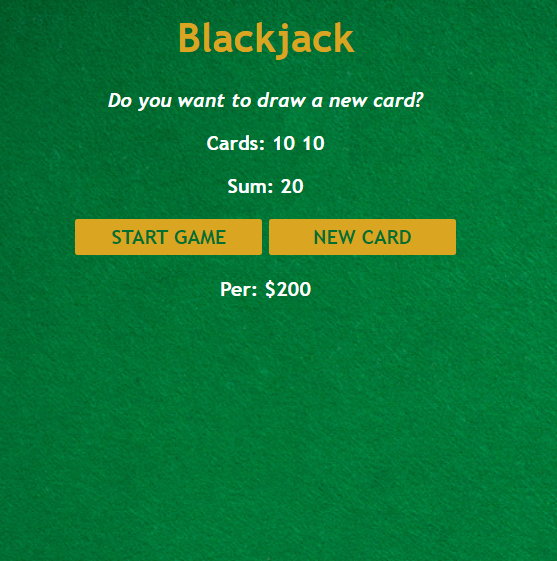 Blackjack
Do you want to draw a new card?
Cards: 10 10
Sum: 20
START GAME NEW CARD
Per: $200